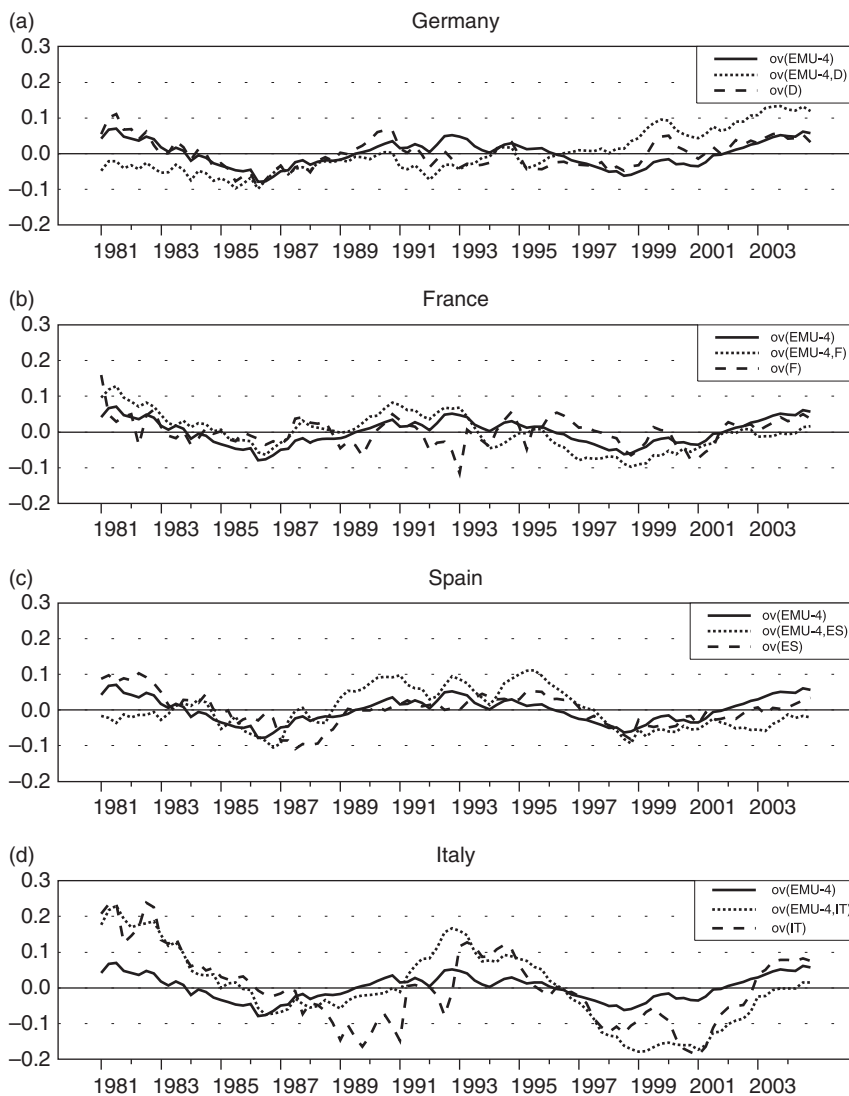 (a) Germany
0.3
0.2
0.1
0.0
−0.1
−0.2
ov(EMU-4)
ov(EMU-4,D)
ov(D)
1981 1983 1985 1987 1989 1991 1993 1995 1997 1999 2001 2003
(b) France
0.3
0.2
0.1
0.0
−0.1
−0.2
ov(EMU-4)
ov(EMU-4,F)
ov(F)
1981 1983 1985 1987 1989 1991 1993 1995 1997 1999 2001 2003
(c) Spain
0.3
0.2
0.1
0.0
−0.1
−0.2
ov(EMU-4)
ov(EMU-4,ES)
ov(ES)
1981 1983 1985 1987 1989 1991 1993 1995 1997 1999 2001 2003
(d) Italy
0.3
0.2
0.1
0.0
−0.1
−0.2
ov(EMU-4)
ov(EMU-4,IT)
ov(IT)
1981 1983 1985 1987 1989 1991 1993 1995 1997 1999 2001 2003